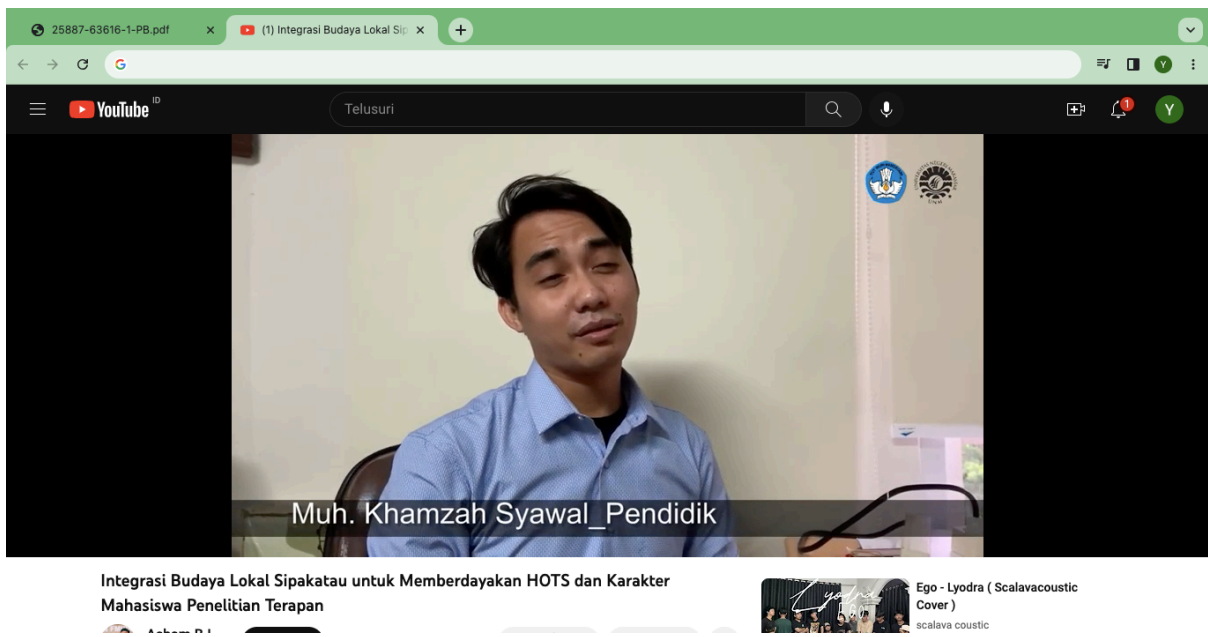 25887-63616-1-PB.pdf
(1) Integrasi Budaya Lokal Sip
YouTube ID
Telusuri
1
Y
Y
Muh. Khamzah Syawal_Pendidik
Integrasi Budaya Lokal Sipakatau untuk Memberdayakan HOTS dan Karakter
Mahasiswa Penelitian Terapan
Ego - Lyodra ( Scalavacoustic
Cover )
scalava coustic